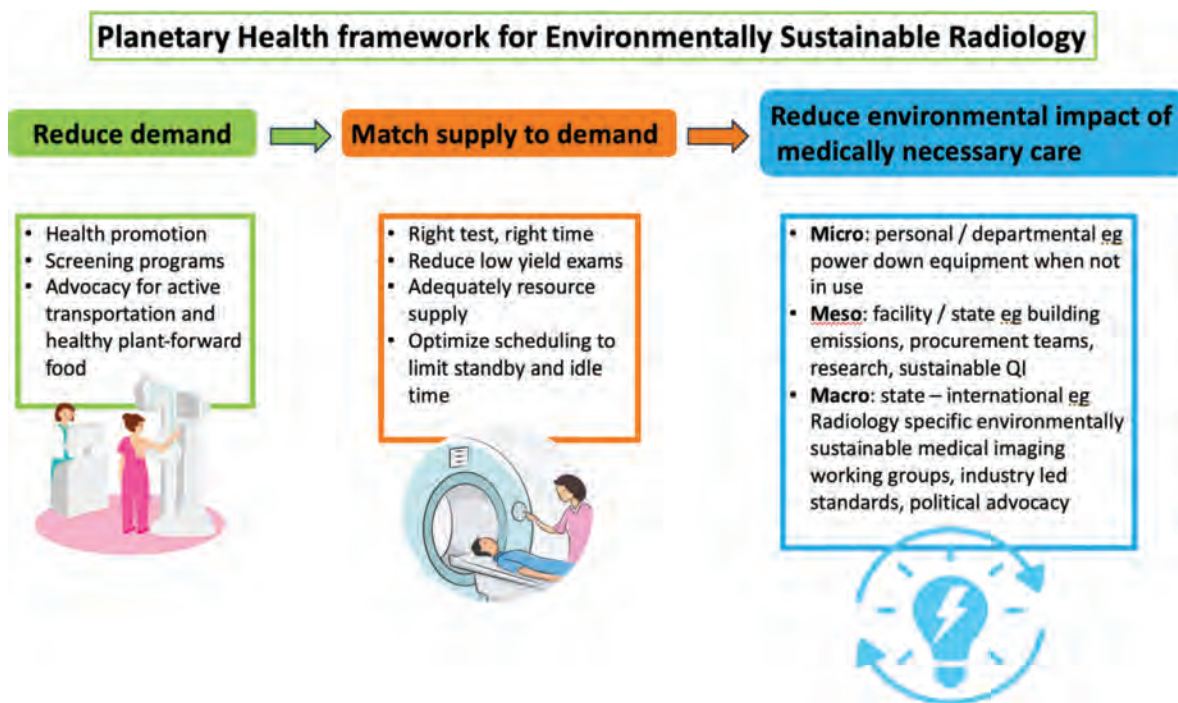 Planetary Health framework for Environmentally Sustainable Radiology
Reduce demand
Match supply to demand
Reduce environmental impact of
medically necessary care
• Health promotion
• Screening programs
• Advocacy for active
transportation and
healthy plant-forward
food
• Right test, right time
• Reduce low yield exams
• Adequately resource
supply
• Optimize scheduling to
limit standby and idle
time
• Micro: personal / departmental eg
power down equipment when not
in use
• Meso: facility / state eg building
emissions, procurement teams,
research, sustainable QI
• Macro: state – international eg
Radiology specific environmentally
sustainable medical imaging
working groups, industry led
standards, political advocacy